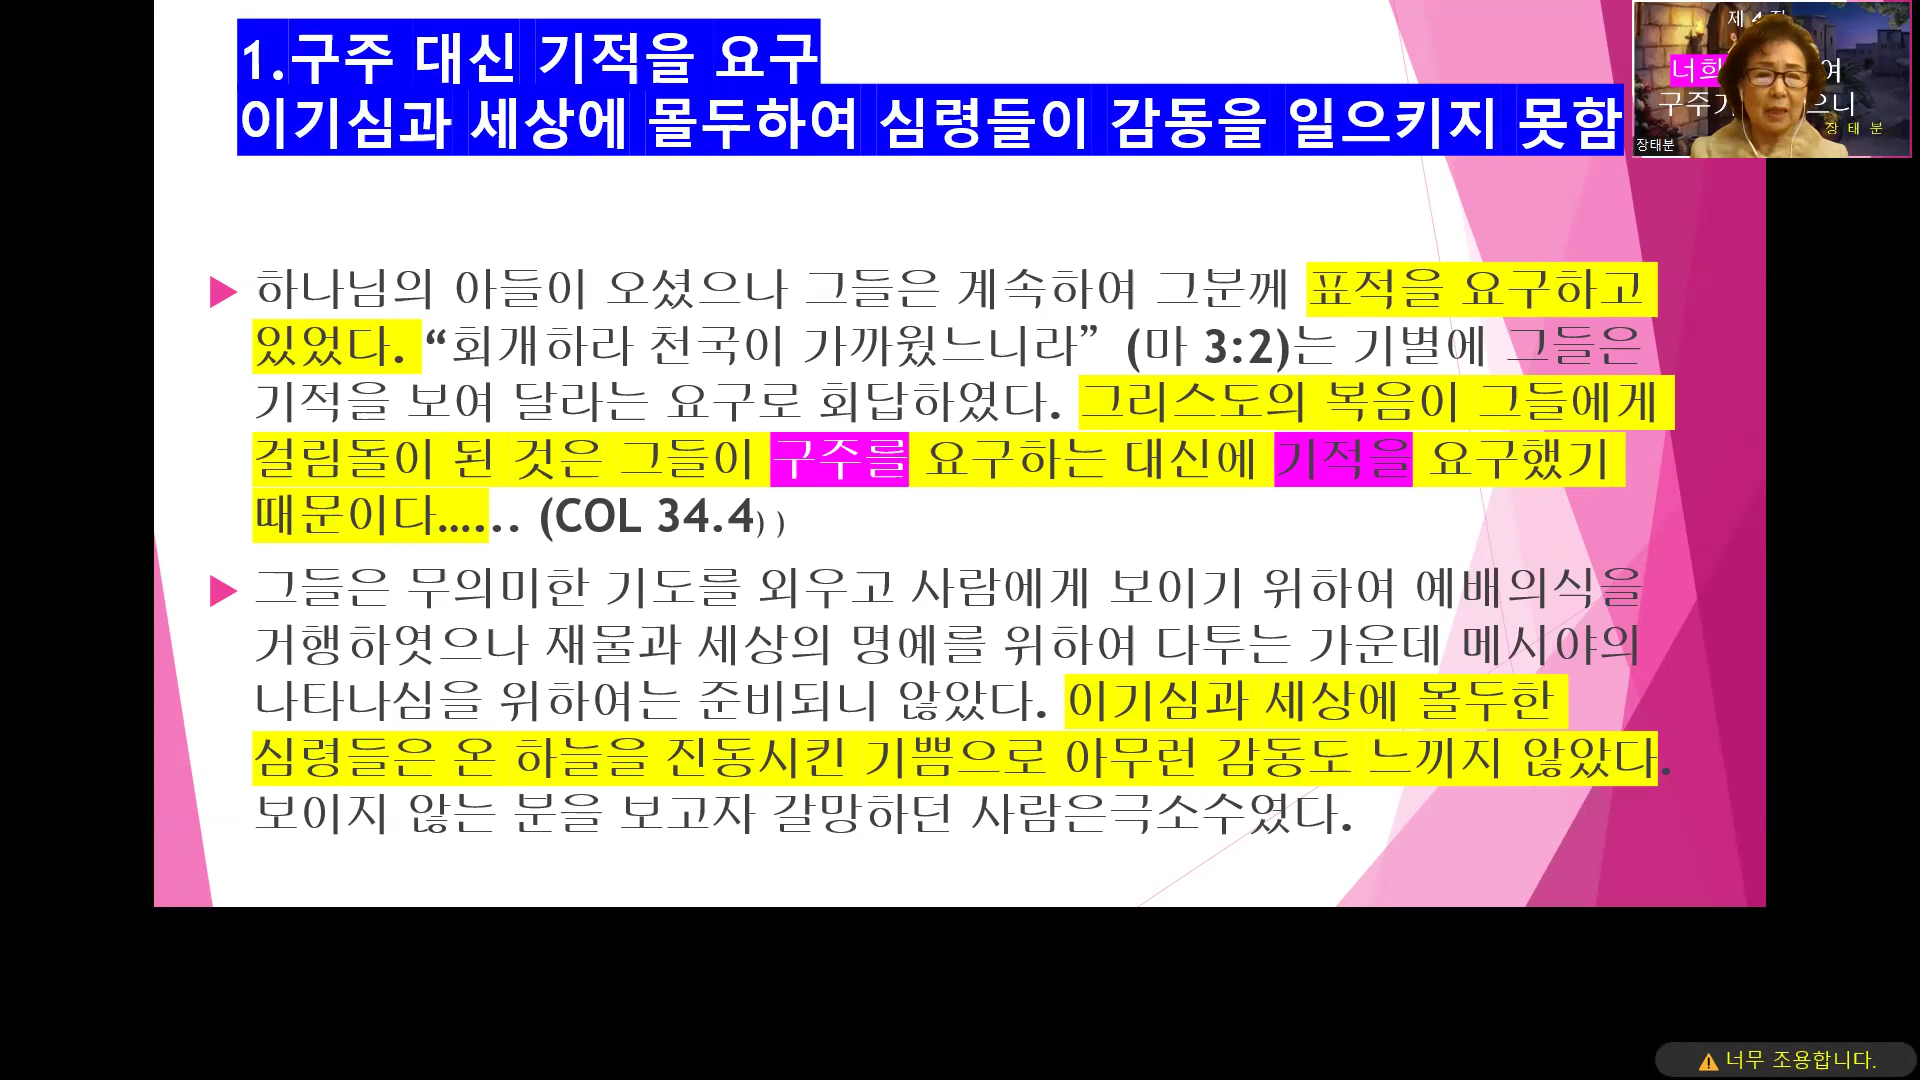 1.구주 대신 기적을 요구
이기심과 세상에 몰두하여 심령들이 감동을 일으키지 못함
하나님의 아들이 오셨으나 그들은 계속하여 그분께 표적을 요구하고
있었다. “회개하라 천국이 가까웠느니라” (마 3:2)는 기별에 그들은
기적을 보여 달라는 요구로 회답하였다. 그리스도의 복음이 그들에게
걸림돌이 된 것은 그들이 구주를 요구하는 대신에 기적을 요구했기
때문이다…... (COL 34.4) )
그들은 무의미한 기도를 외우고 사람에게 보이기 위하여 예배의식을
거행하엿으나 재물과 세상의 명예를 위하여 다투는 가운데 메시야의
나타나심을 위하여는 준비되니 않았다. 이기심과 세상에 몰두한
심령들은 온 하늘을 진동시킨 기쁨으로 아무런 감동도 느끼지 않았다.
보이지 않는 분을 보고자 갈망하던 사람은극소수였다.
제 4
너희 여
구주가 으니
장 태 분
장태분
너무 조용합니다.